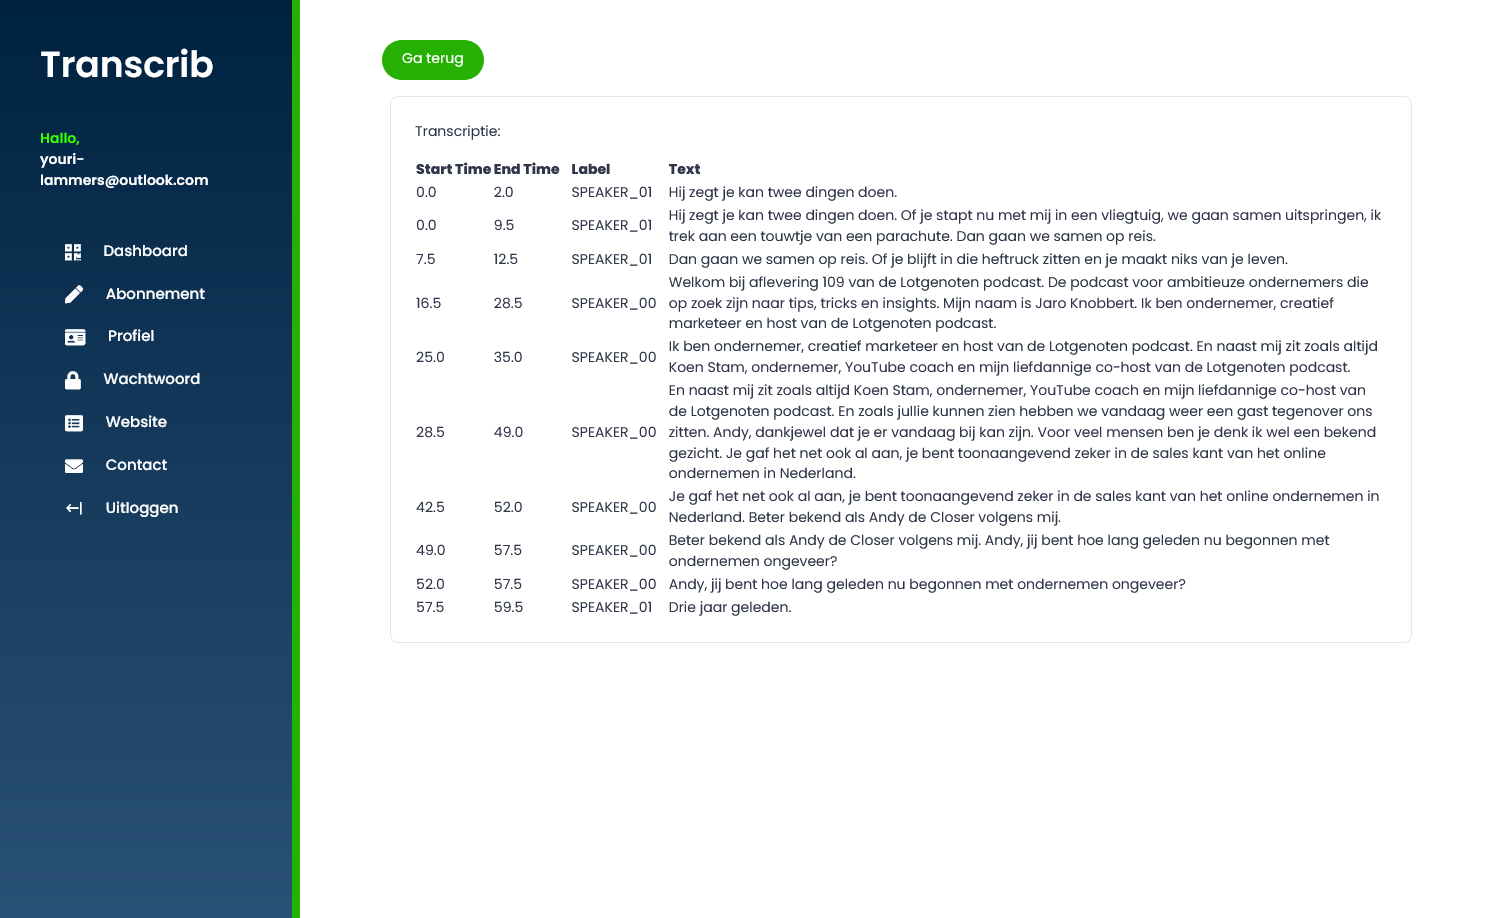 Transcrib
Hallo,
youri-
lammers@outlook.com
Dashboard
Abonnement
Profiel
Wachtwoord
Website
Contact
Uitloggen
Ga terug
Transcriptie:
Start Time End Time Label Text
0.0 2.0 SPEAKER_01 Hij zegt je kan twee dingen doen.
0.0 9.5 SPEAKER_01 Hij zegt je kan twee dingen doen. Of je stapt nu met mij in een vliegtuig, we gaan samen uitspringen, ik
trek aan een touwtje van een parachute. Dan gaan we samen op reis.
7.5 12.5 SPEAKER_01 Dan gaan we samen op reis. Of je blijft in die heftruck zitten en je maakt niks van je leven.
16.5 28.5 SPEAKER_00 Welkom bij aflevering 109 van de Lotgenoten podcast. De podcast voor ambitieuze ondernemers die
op zoek zijn naar tips, tricks en insights. Mijn naam is Jaro Knobbert. Ik ben ondernemer, creatief
marketeer en host van de Lotgenoten podcast.
25.0 35.0 SPEAKER_00 Ik ben ondernemer, creatief marketeer en host van de Lotgenoten podcast. En naast mij zit zoals altijd
Koen Stam, ondernemer, YouTube coach en mijn liefdannige co-host van de Lotgenoten podcast.
28.5 49.0 SPEAKER_00 En naast mij zit zoals altijd Koen Stam, ondernemer, YouTube coach en mijn liefdannige co-host van
de Lotgenoten podcast. En zoals jullie kunnen zien hebben we vandaag weer een gast tegenover ons
zitten. Andy, dankjewel dat je er vandaag bij kan zijn. Voor veel mensen ben je denk ik wel een bekend
gezicht. Je gaf het net ook al aan, je bent toonaangevend zeker in de sales kant van het online
ondernemen in Nederland.
42.5 52.0 SPEAKER_00 Je gaf het net ook al aan, je bent toonaangevend zeker in de sales kant van het online ondernemen in
Nederland. Beter bekend als Andy de Closer volgens mij.
49.0 57.5 SPEAKER_00 Beter bekend als Andy de Closer volgens mij. Andy, jij bent hoe lang geleden nu begonnen met
ondernemen ongeveer?
52.0 57.5 SPEAKER_00 Andy, jij bent hoe lang geleden nu begonnen met ondernemen ongeveer?
57.5 59.5 SPEAKER_01 Drie jaar geleden.